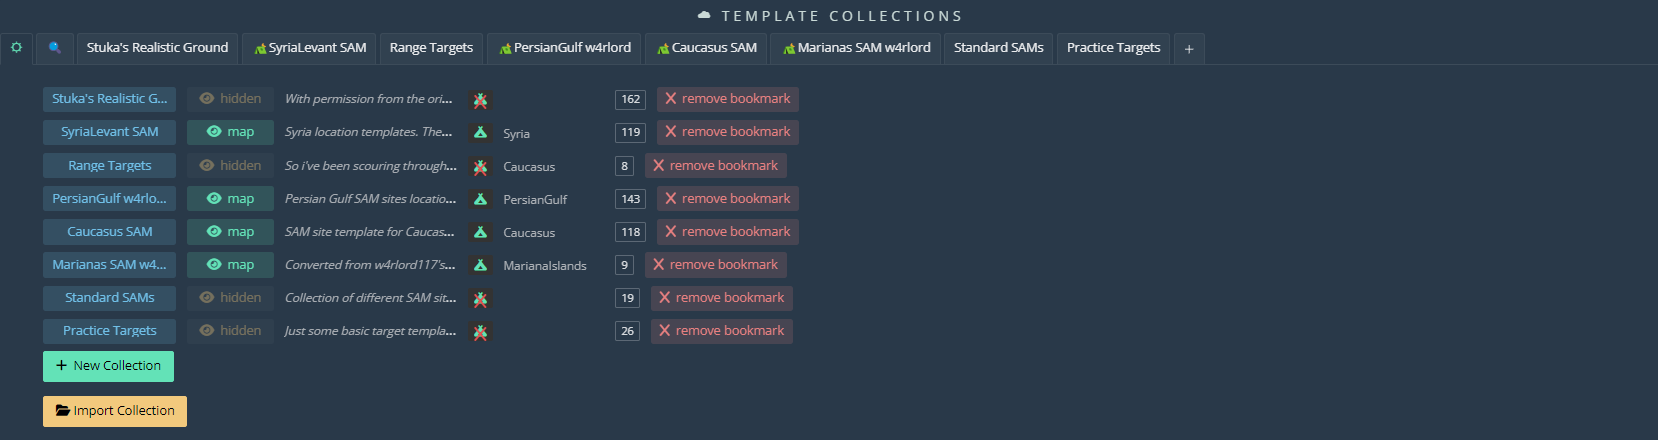 TEMPLATE COLLECTIONS
Stuka's Realistic Ground SyriaLevant SAM Range Targets PersianGulf w4rlord Caucasus SAM Marianas SAM w4rlord Standard SAMs Practice Targets +
Stuka's Realistic G... hidden With permission from the ori... 162 remove bookmark
SyriaLevant SAM map Syria location templates. The... Syria 119 remove bookmark
Range Targets hidden So i've been scouring through... Caucasus 8 remove bookmark
PersianGulf w4rlo... map Persian Gulf SAM sites locatio... PersianGulf 143 remove bookmark
Caucasus SAM map SAM site template for Caucas... Caucasus 118 remove bookmark
Marianas SAM w4... map Converted from w4rlord117's... MarianaIslands 9 remove bookmark
Standard SAMs hidden Collection of different SAM sit... 19 remove bookmark
Practice Targets hidden Just some basic target templa... 26 remove bookmark
+ New Collection
Import Collection